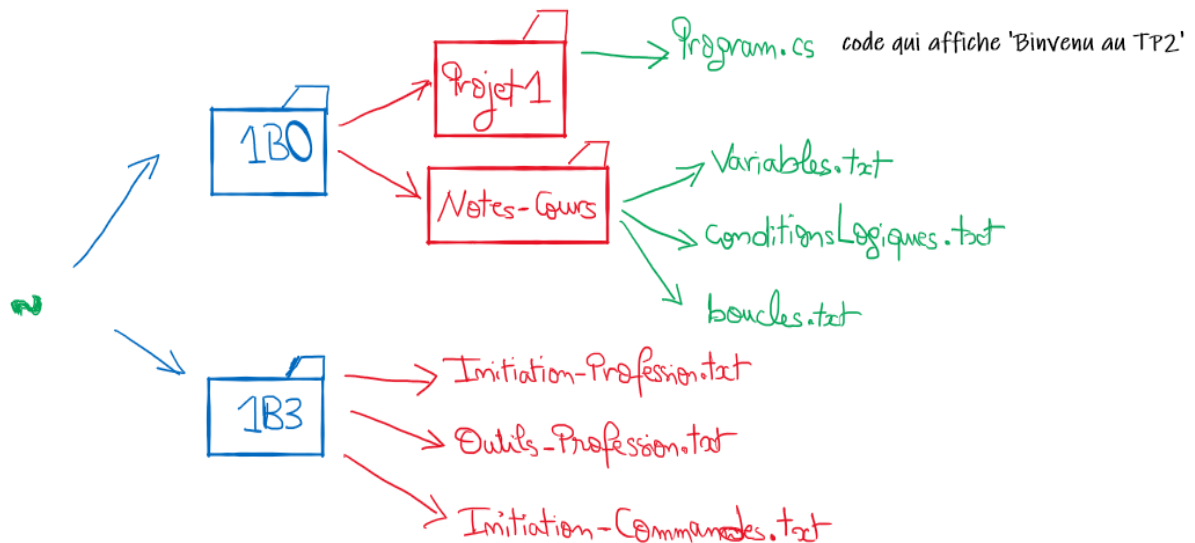 Projet1
Program.cs
code qui affiche 'Binvenu au TP2'
1B0
Notes-Cours
Variables.txt
conditionsLogiques.txt
boucles.txt
~
1B3
Initiation-Profession.txt
Outils-Profession.txt
Initiation-Commandes.txt